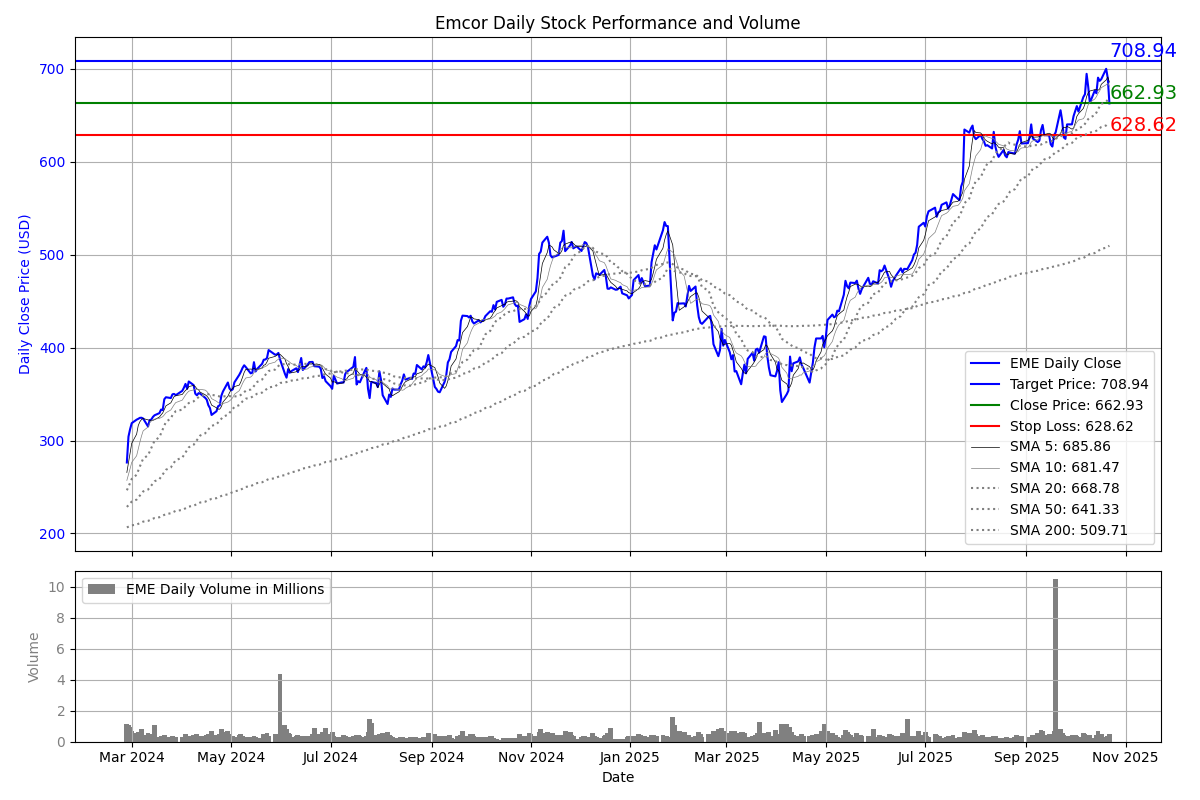 Emcor Daily Stock Performance and Volume
708.94
662.93
628.62
700
600
500
400
300
200
Daily Close Price (USD)
EME Daily Close
Target Price: 708.94
Close Price: 662.93
Stop Loss: 628.62
SMA 5: 685.86
SMA 10: 681.47
SMA 20: 668.78
SMA 50: 641.33
SMA 200: 509.71
EME Daily Volume in Millions
10
8
6
4
2
0
Volume
Mar 2024 May 2024 Jul 2024 Sep 2024 Nov 2024 Jan 2025 Mar 2025 May 2025 Jul 2025 Sep 2025 Nov 2025
Date